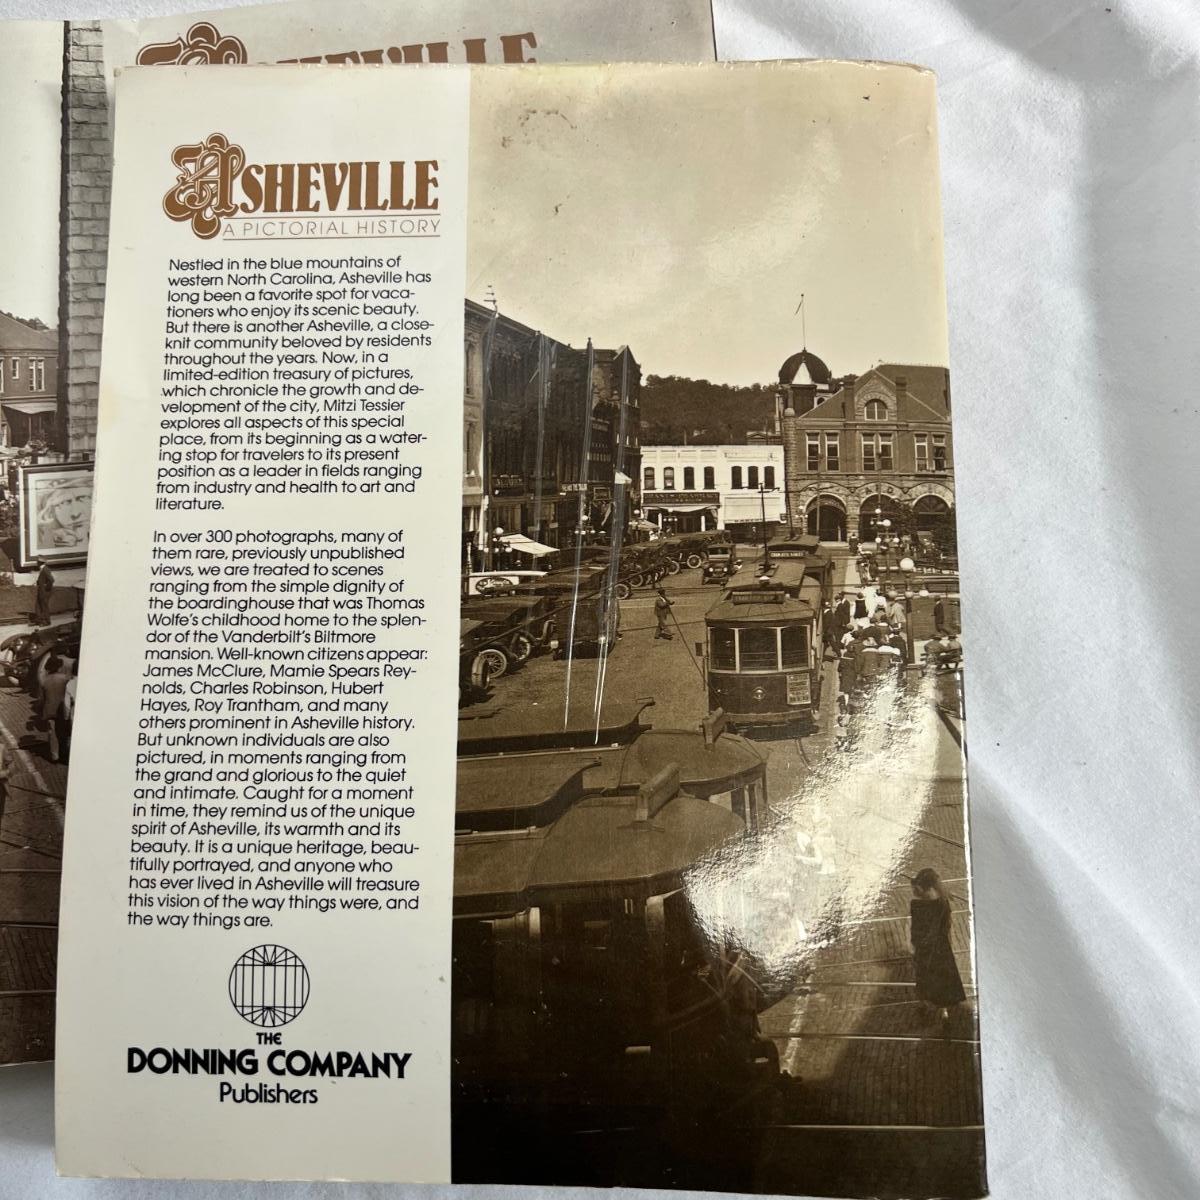 ASHEVILLE
ASHEVILLE
A PICTORIAL HISTORY
Nestled in the blue mountains of
western North Carolina, Asheville has
long been a favorite spot for vaca-
tioners who enjoy its scenic beauty.
But there is another Asheville, a close-
knit community beloved by residents
throughout the years. Now, in a
limited-edition treasury of pictures,
which chronicle the growth and de-
velopment of the city, Mitzi Tessier
explores all aspects of this special
place, from its beginning as a water-
ing stop for travelers to its present
position as a leader in fields ranging
from industry and health to art and
literature.
In over 300 photographs, many of
them rare, previously unpublished
views, we are treated to scenes
ranging from the simple dignity of
the boardinghouse that was Thomas
Wolfe's childhood home to the splen-
dor of the Vanderbilt's Biltmore
mansion. Well-known citizens appear:
James McClure, Mamie Spears Rey-
nolds, Charles Robinson, Hubert
Hayes, Roy Trantham, and many
others prominent in Asheville history.
But unknown individuals are also
pictured, in moments ranging from
the grand and glorious to the quiet
and intimate. Caught for a moment
in time, they remind us of the unique
spirit of Asheville, its warmth and its
beauty. It is a unique heritage, beau-
tifully portrayed, and anyone who
has ever lived in Asheville will treasure
this vision of the way things were, and
the way things are.
THE
DONNING COMPANY
Publishers